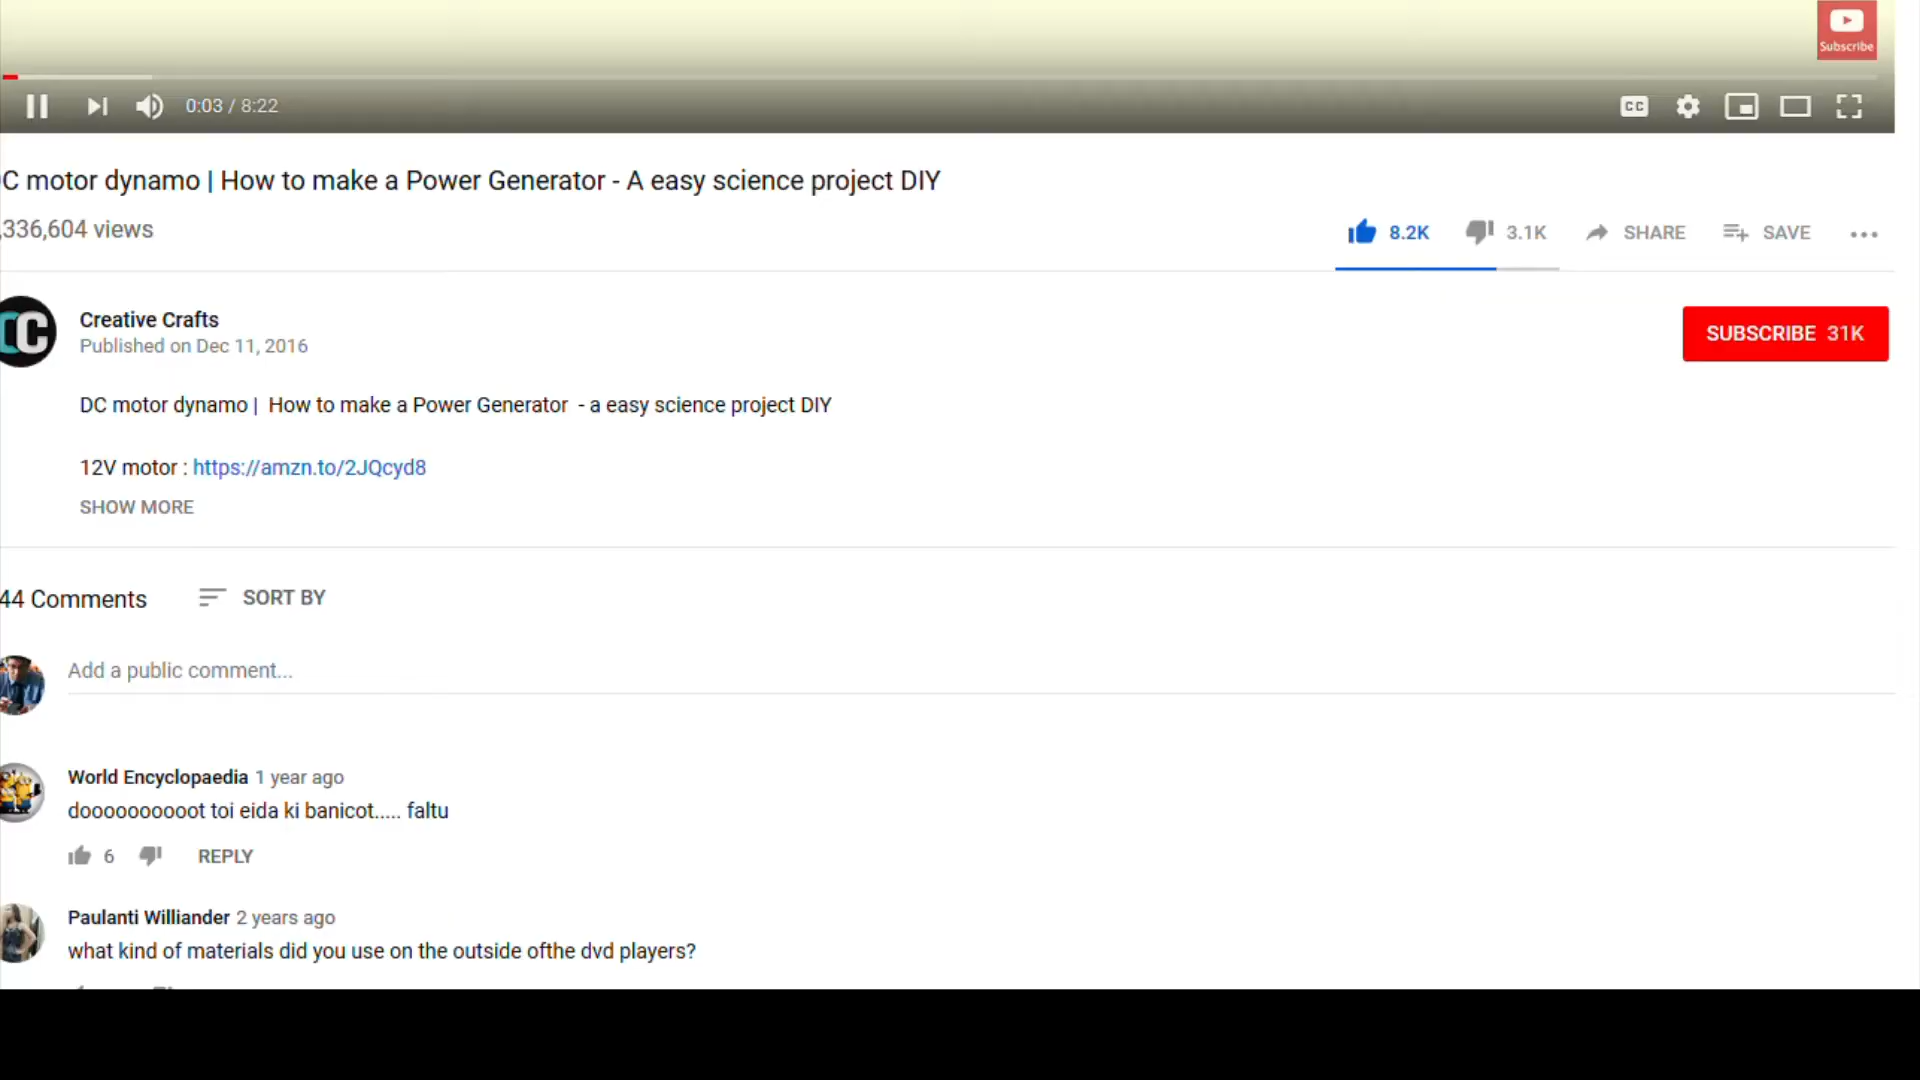 Subscribe
0:03 / 8:22
CC
C motor dynamo | How to make a Power Generator - A easy science project DIY
,336,604 views
8.2K 3.1K SHARE SAVE
Creative Crafts
Published on Dec 11, 2016
SUBSCRIBE 31K
DC motor dynamo | How to make a Power Generator - a easy science project DIY
12V motor : https://amzn.to/2JQcyd8
SHOW MORE
44 Comments SORT BY
Add a public comment...
World Encyclopaedia 1 year ago
doooooooooot toi eida ki banicot..... faltu
6 REPLY
Paulanti Williander 2 years ago
what kind of materials did you use on the outside ofthe dvd players?